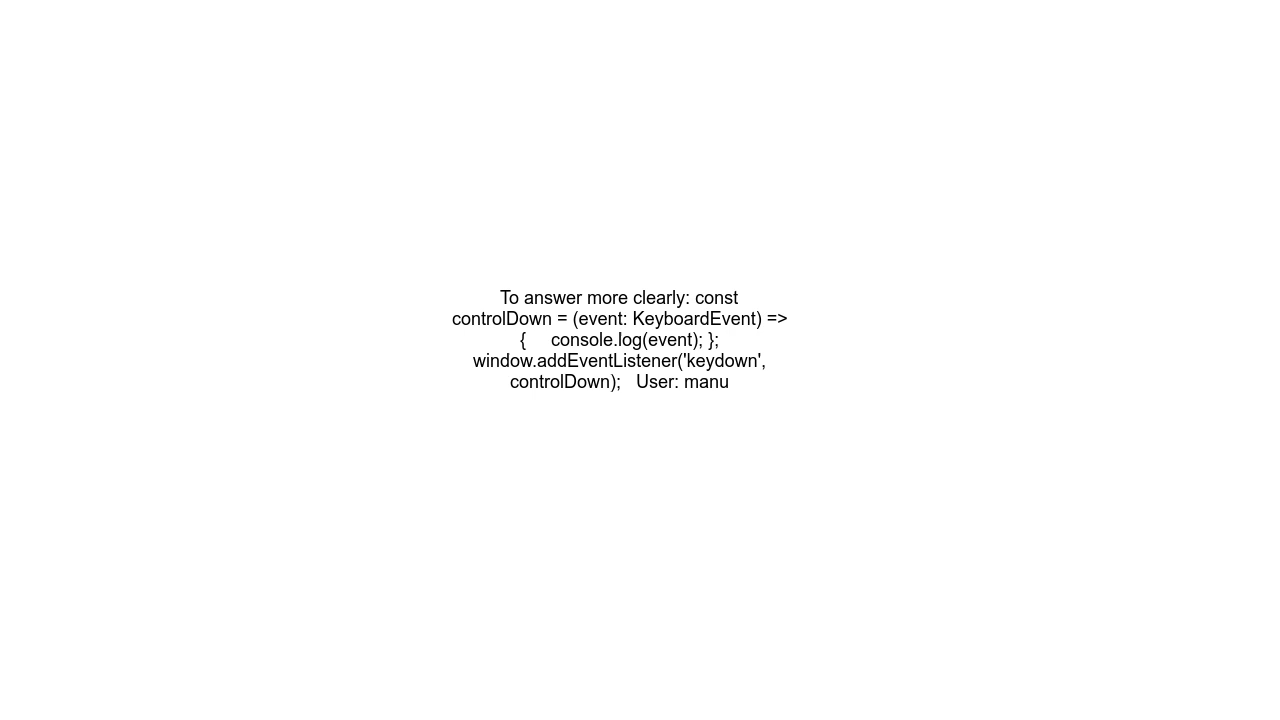 To answer more clearly: const
controlDown = (event: KeyboardEvent) =>
{     console.log(event); };
window.addEventListener('keydown',
controlDown);   User: manu